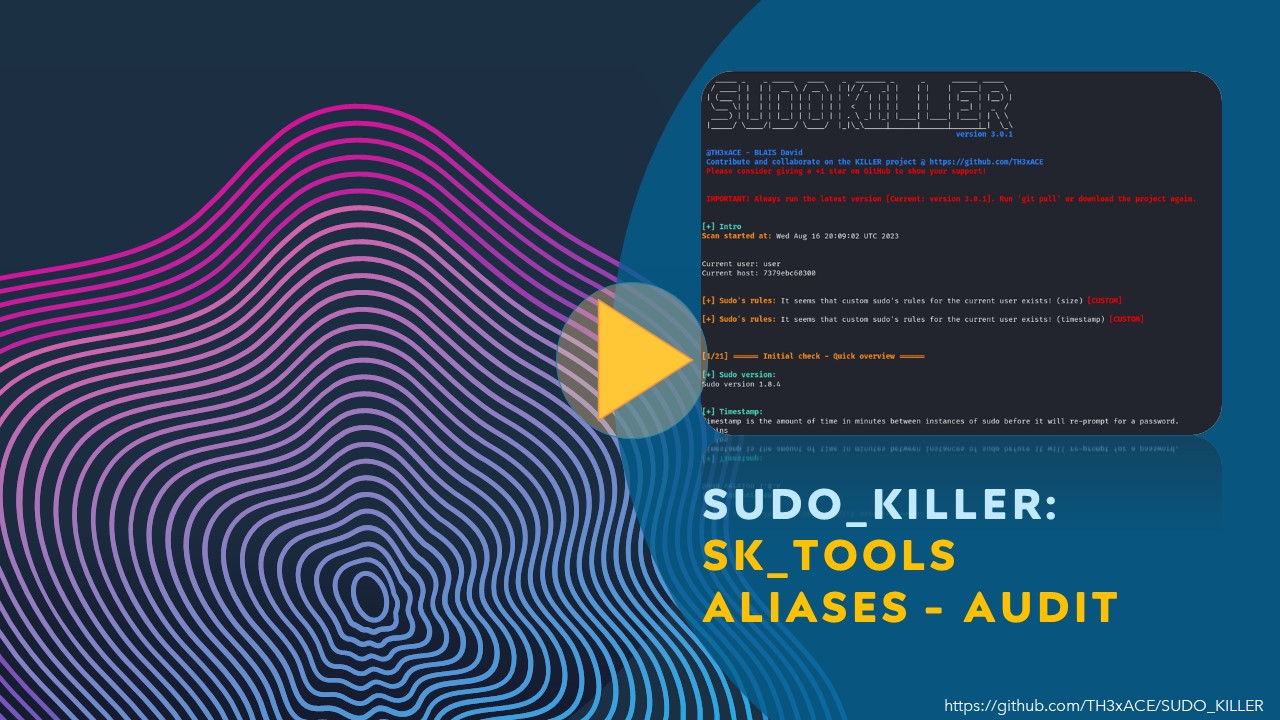 SUDOKILLER
version 3.0.1
@TH3xACE - BLAIS David
Contribute and collaborate on the KILLER project @ https://github.com/TH3xACE
Please consider giving a +1 star on GitHub to show your support!
IMPORTANT! Always run the latest version [Current: version 3.0.1]. Run 'git pull' or download the project again.
[+] Intro
Scan started at: Wed Aug 16 20:09:02 UTC 2023
Current user: user
Current host: 7379ebc60300
[+] Sudo's rules: It seems that custom sudo's rules for the current user exists! (size) [CUSTOM]
[+] Sudo's rules: It seems that custom sudo's rules for the current user exists! (timestamp) [CUSTOM]
[1/21] ====== Initial check - Quick overview ======
[+] Sudo version:
Sudo version 1.8.4
[+] Timestamp:
Timestamp is the amount of time in minutes between instances of sudo before it will re-prompt for a password.
SUDO_KILLER:
SK_TOOLS
ALIASES - AUDIT
https://github.com/TH3xACE/SUDO_KILLER